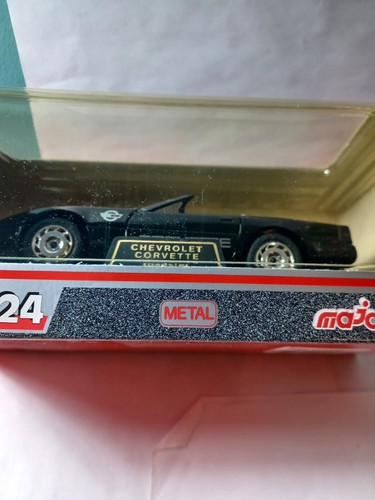 CHEVROLET
CORVETTE
24
METAL
majo